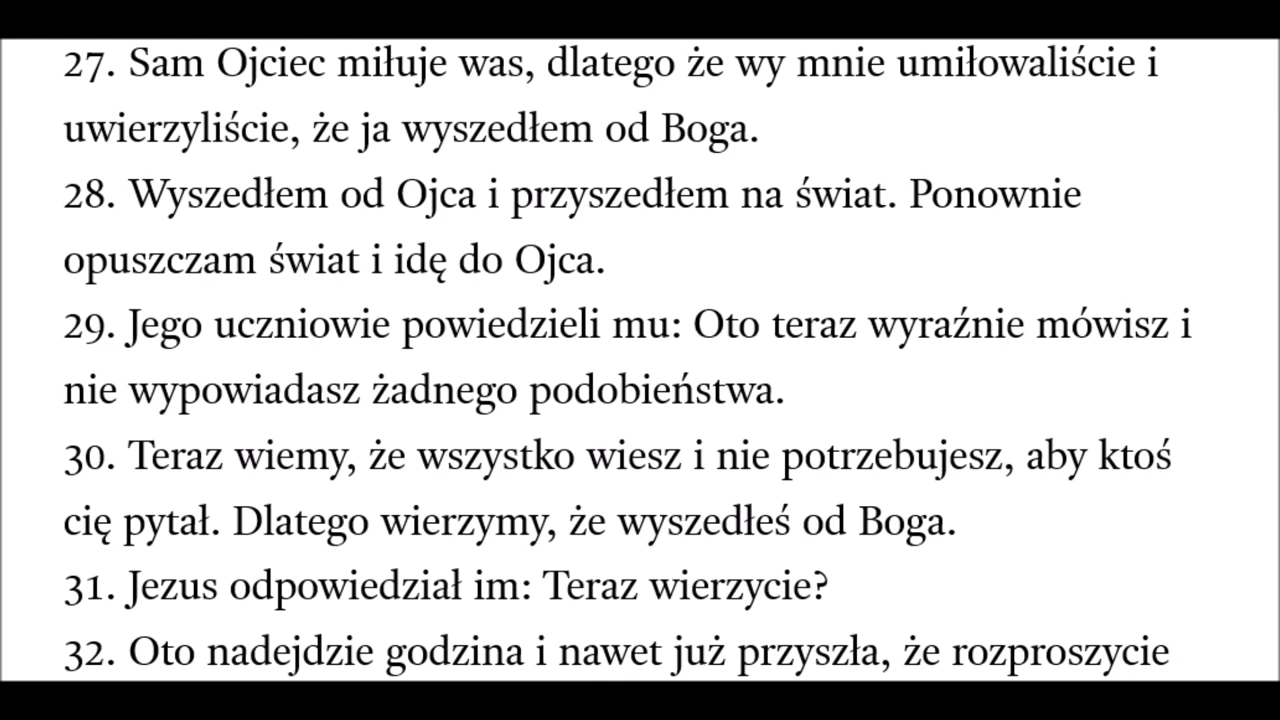 27. Sam Ojciec miłuje was, dlatego że wy mnie umiłowaliście i
uwierzyliście, że ja wyszedłem od Boga.
28. Wyszedłem od Ojca i przyszedłem na świat. Ponownie
opuszczam świat i idę do Ojca.
29. Jego uczniowie powiedzieli mu: Oto teraz wyraźnie mówisz i
nie wypowiadasz żadnego podobieństwa.
30. Teraz wiemy, że wszystko wiesz i nie potrzebujesz, aby ktoś
cię pytał. Dlatego wierzymy, że wyszedłeś od Boga.
31. Jezus odpowiedział im: Teraz wierzycie?
32. Oto nadejdzie godzina i nawet już przyszła, że rozproszycie